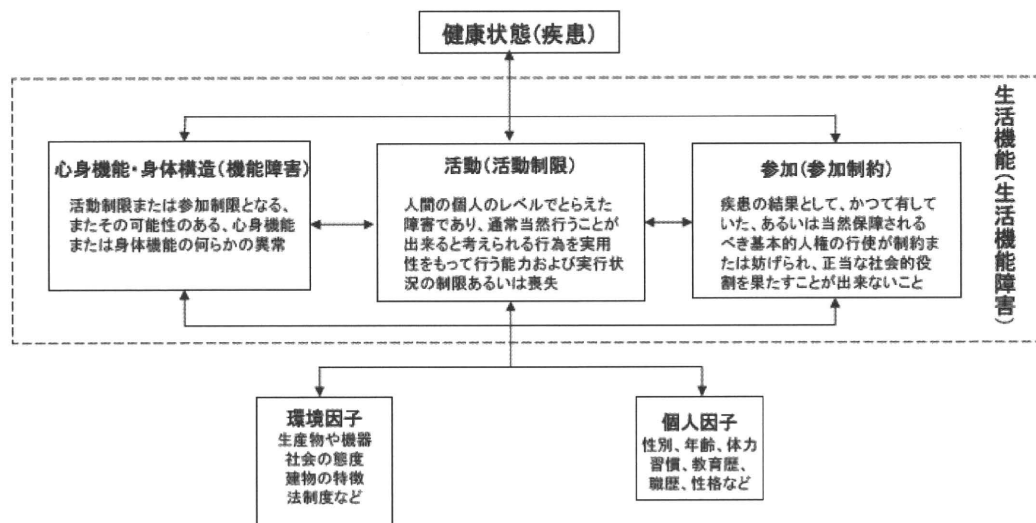 健康状態(疾患)
生活機能(生活機能障害)
心身機能・身体構造(機能障害)
活動制限または参加制限となる、
またその可能性のある、心身機能
または身体機能の何らかの異常
活動(活動制限)
人間の個人のレベルでとらえた
障害であり、通常当然行うことが
出来ると考えられる行為を実用
性をもって行う能力および実行状
況の制限あるいは喪失
参加(参加制約)
疾患の結果として、かつて有して
いた、あるいは当然保障される
べき基本的人権の行使が制約ま
たは妨げられ、正当な社会的役
割を果たすことが出来ないこと
環境因子
生産物や機器
社会の態度
建物の特徴
法制度など
個人因子
性別、年齢、体力
習慣、教育歴、
職歴、性格など